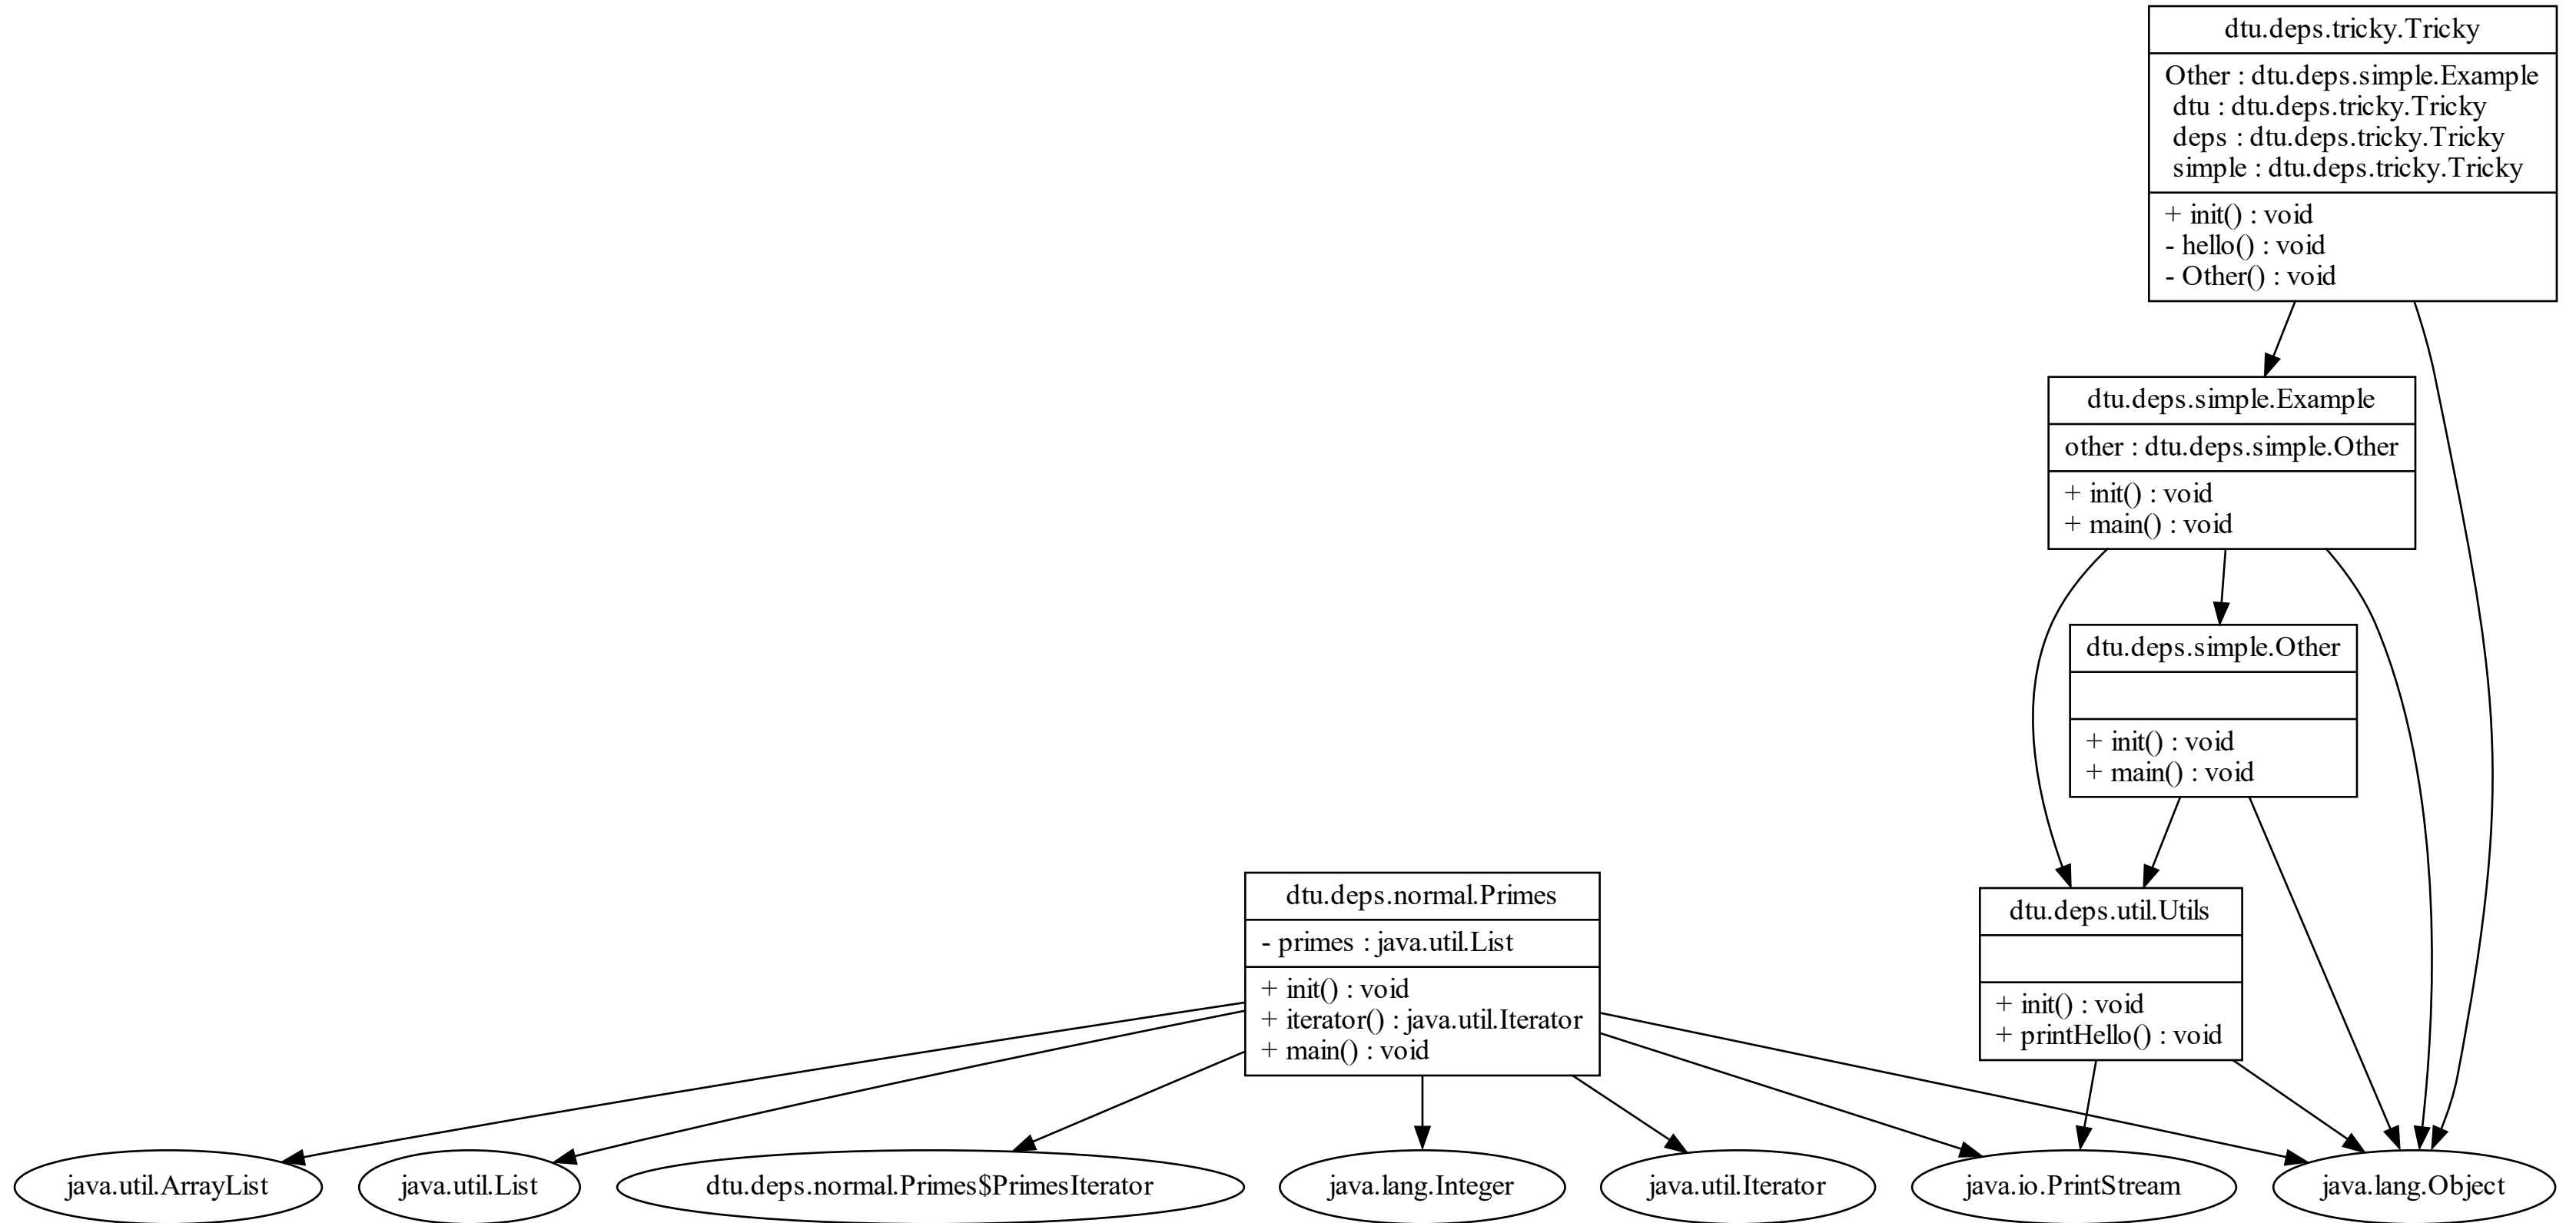 dtu.deps.tricky.Tricky
Other : dtu.deps.simple.Example
dtu : dtu.deps.tricky.Tricky
deps : dtu.deps.tricky.Tricky
simple : dtu.deps.tricky.Tricky
+ init() : void
- hello() : void
- Other() : void
dtu.deps.simple.Example
other : dtu.deps.simple.Other
+ init() : void
+ main() : void
dtu.deps.simple.Other
+ init() : void
+ main() : void
dtu.deps.normal.Primes
- primes : java.util.List
+ init() : void
+ iterator() : java.util.Iterator
+ main() : void
dtu.deps.util.Utils
+ init() : void
+ printHello() : void
java.util.ArrayList
java.util.List
dtu.deps.normal.Primes$PrimesIterator
java.lang.Integer
java.util.Iterator
java.io.PrintStream
java.lang.Object